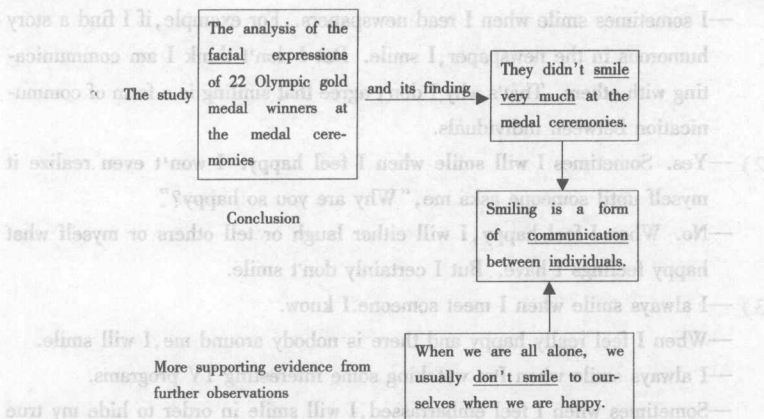 The analysis of the
facial expressions
of 22 Olympic gold
medal winners at
the medal cere-
monies
The study
and its finding
They didn't smile
very much at the
medal ceremonies.
Conclusion
Smiling is a form
of communication
between individuals.
More supporting evidence from
further observations
When we are all alone, we
usually don't smile to our-
selves when we are happy.